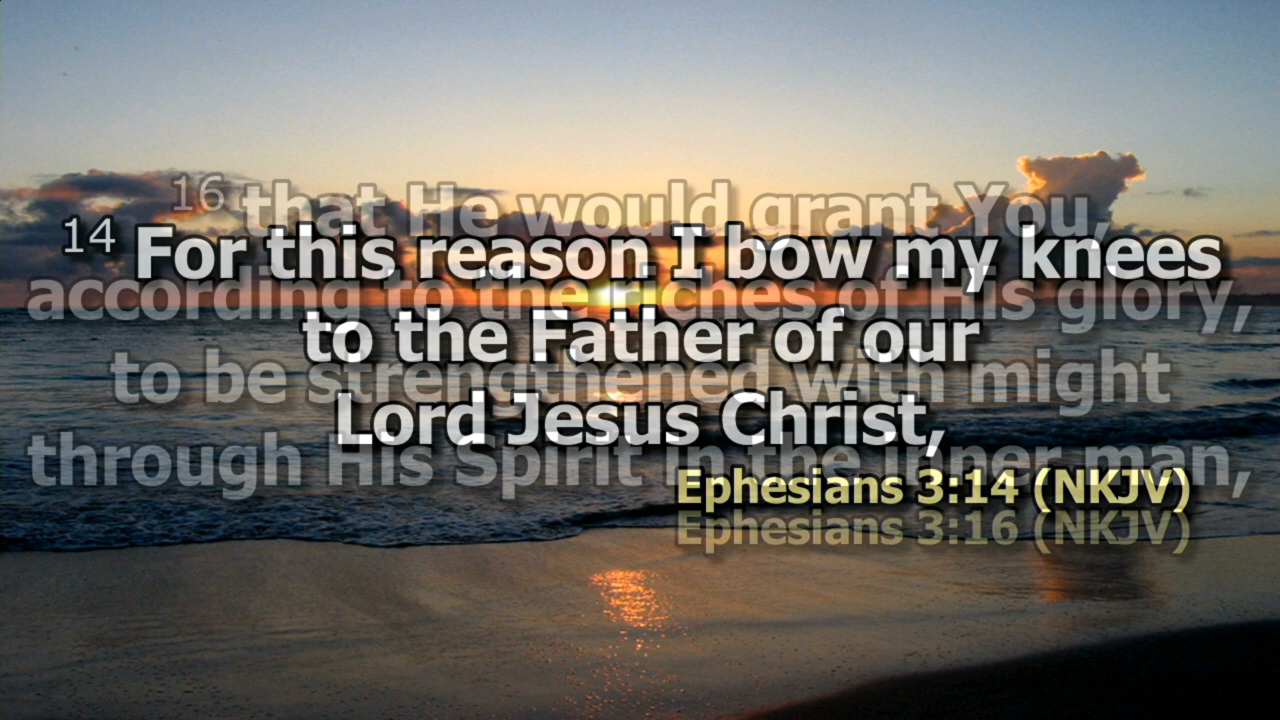 14 For this reason I bow my knees
to the Father of our
Lord Jesus Christ,
Ephesians 3:14 (NKJV)
16 that He would grant You,
according to the riches of His glory,
to be strengthened with might
through His Spirit in the inner man,
Ephesians 3:16 (NKJV)